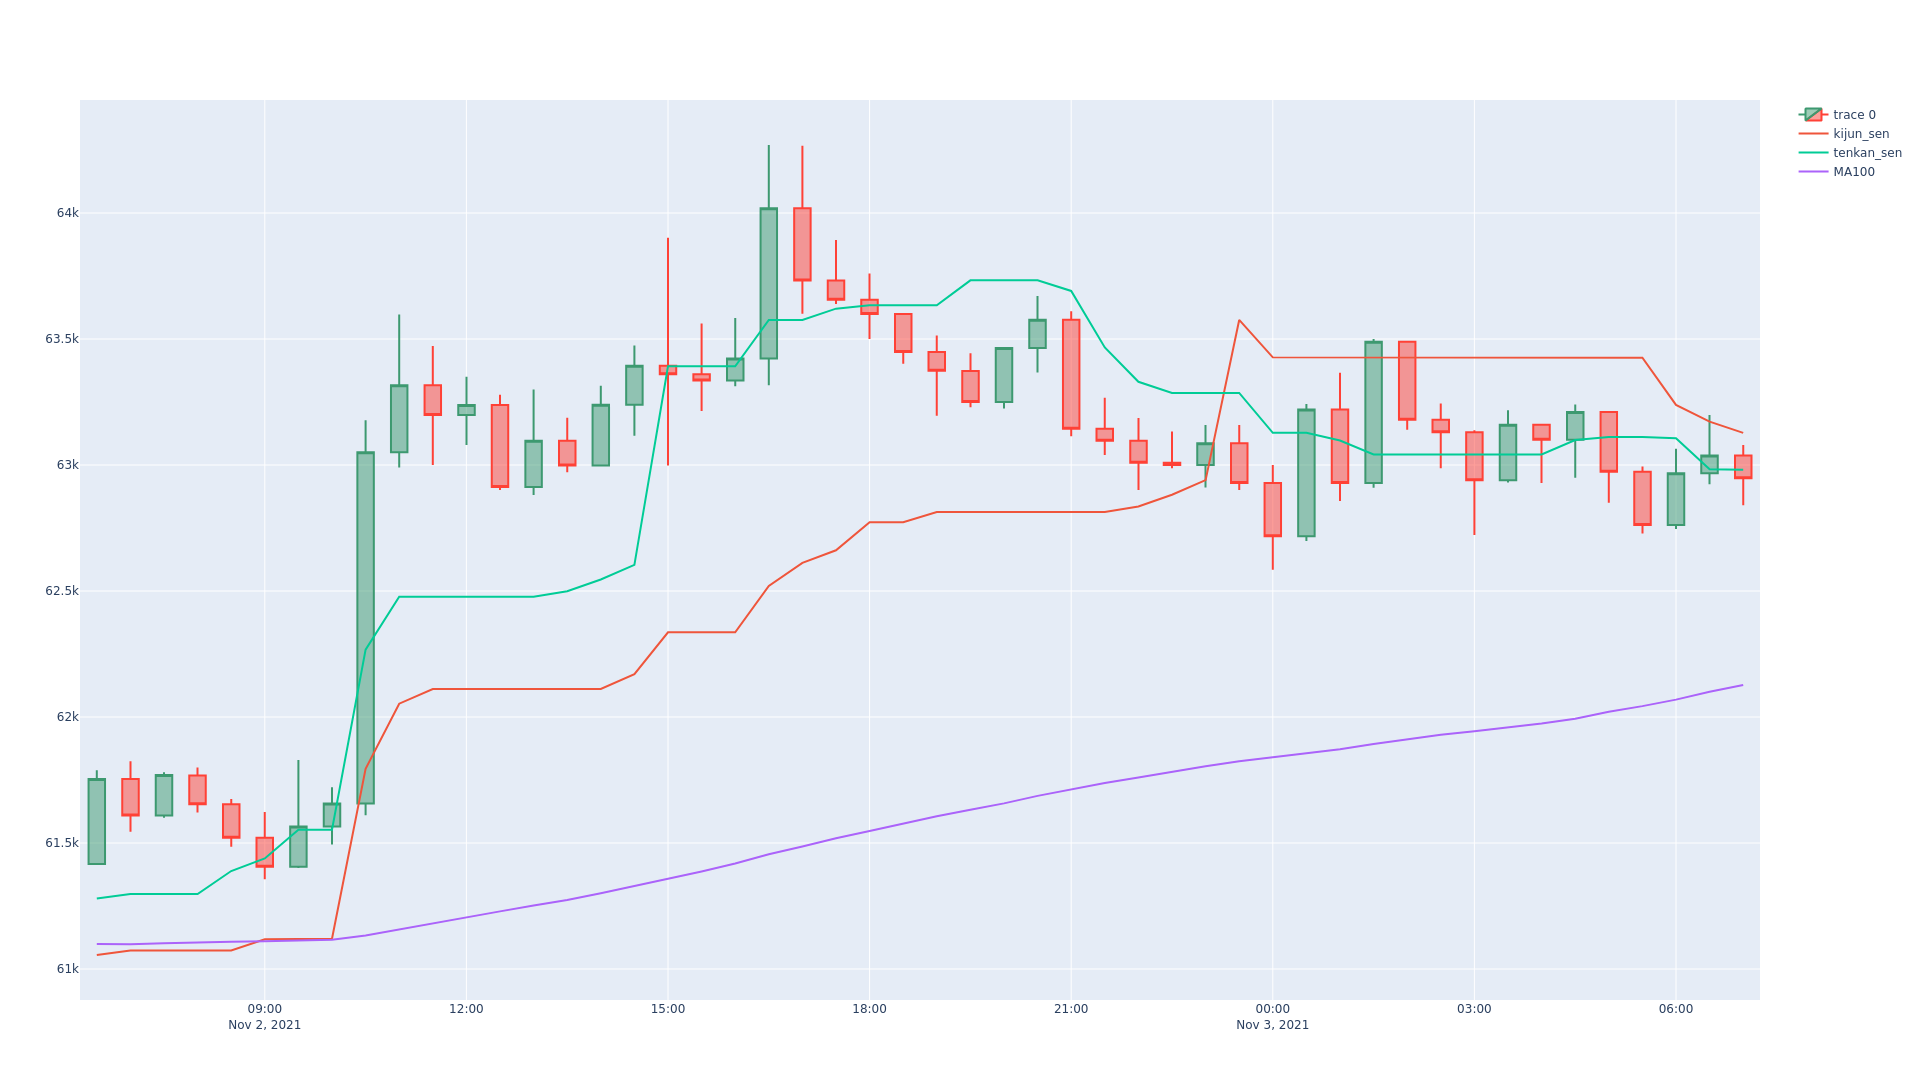 trace 0
kijun_sen
tenkan_sen
MA100
64k
63.5k
63k
62.5k
62k
61.5k
61k
09:00 12:00 15:00 18:00 21:00 00:00 03:00 06:00
Nov 2, 2021 Nov 3, 2021